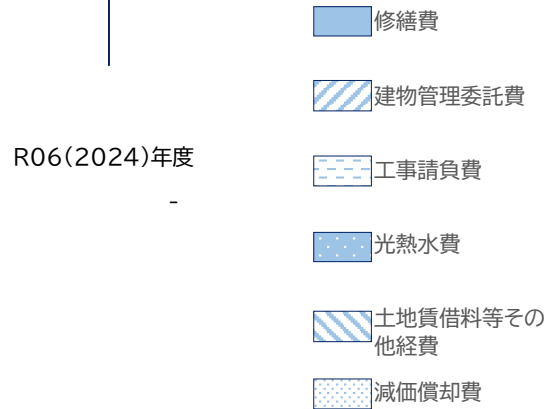 修繕費
建物管理委託費
R06(2024)年度
工事請負費
-
光熱水費
土地賃借料等その
他経費
減価償却費